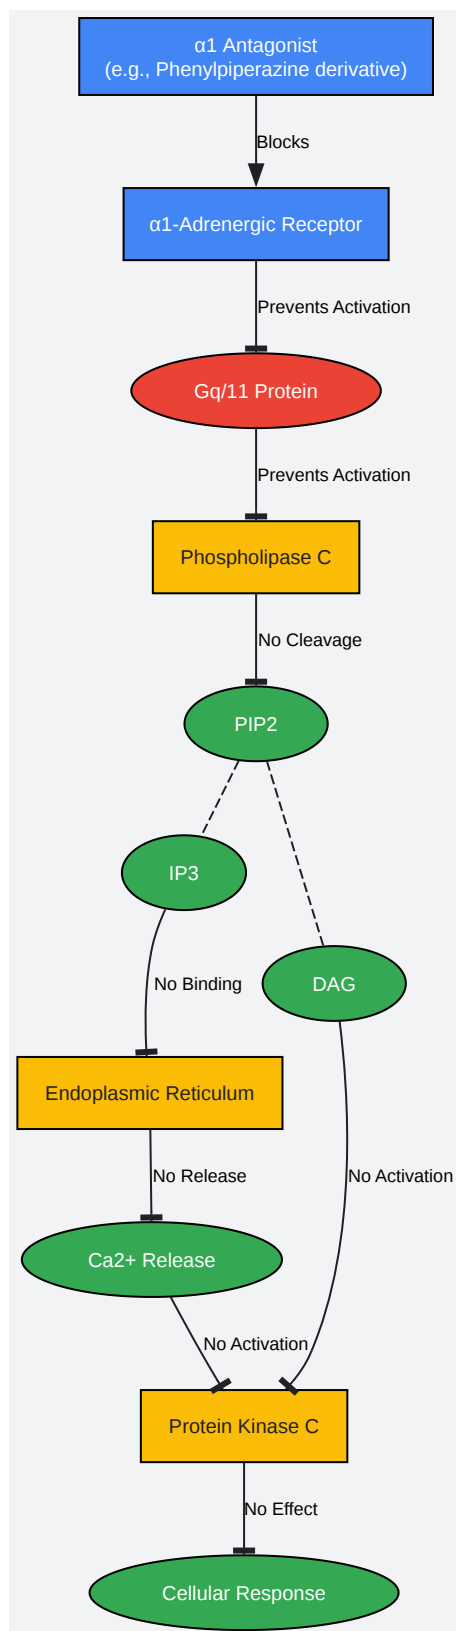 α1 Antagonist
(e.g., Phenylpiperazine derivative)
Blocks
α1-Adrenergic Receptor
Prevents Activation
Gq/11 Protein
Prevents Activation
Phospholipase C
No Cleavage
PIP2
IP3
No Binding
DAG
Endoplasmic Reticulum
No Release
No Activation
Ca2+ Release
No Activation
Protein Kinase C
No Effect
Cellular Response